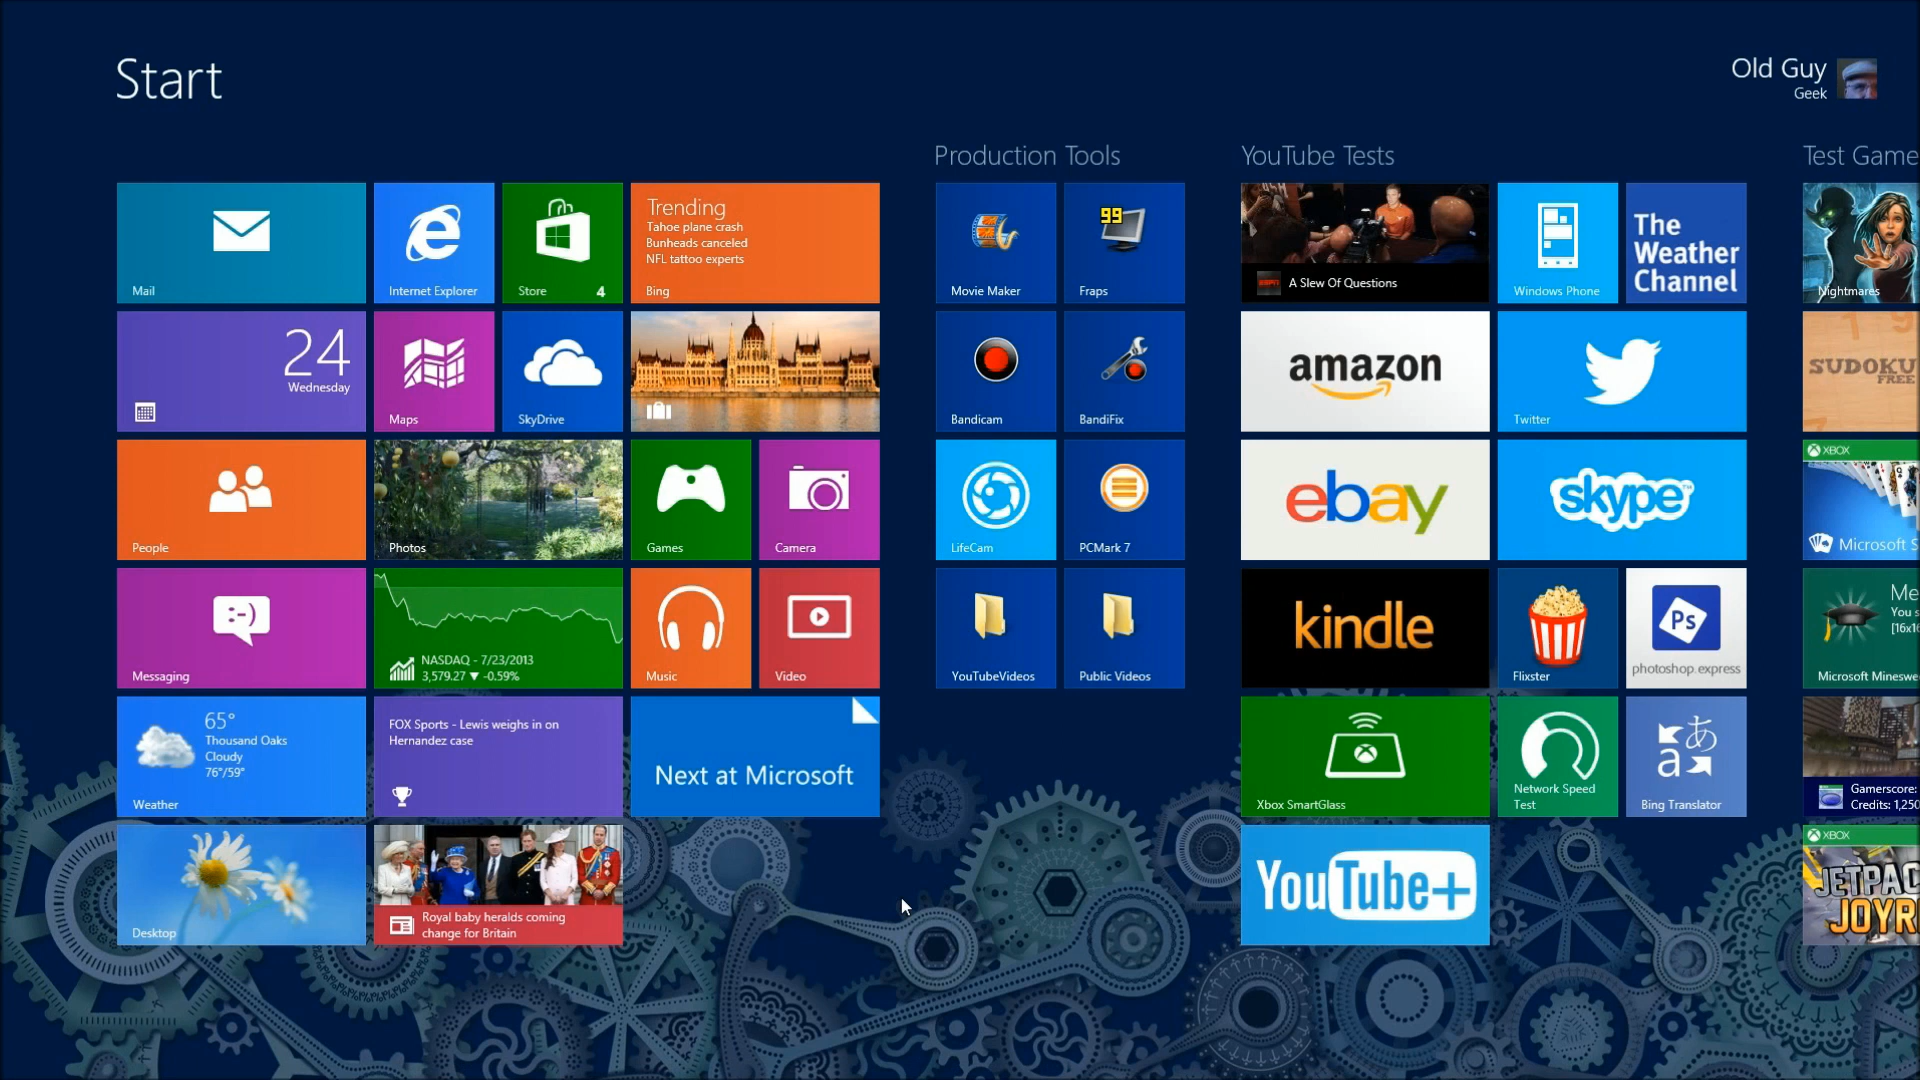 Start
Old Guy
Geek
Production Tools
YouTube Tests
Test Game
Mail
Internet Explorer
Store
4
Trending
Tahoe plane crash
Bunheads canceled
NFL tattoo experts
Bing
24
Wednesday
Maps
SkyDrive
People
Photos
Games
Camera
:-)
Messaging
NASDAQ - 7/23/2013
3,579.27 ▼ -0.59%
Music
Video
65°
Thousand Oaks
Cloudy
76°/59°
Weather
FOX Sports - Lewis weighs in on
Hernandez case
Next at Microsoft
Desktop
Royal baby heralds coming
change for Britain
Movie Maker
99
Fraps
Bandicam
BandiFix
LifeCam
PCMark 7
YouTubeVideos
Public Videos
ESPN
A Slew Of Questions
Windows Phone
The
Weather
Channel
amazon
Twitter
ebay
skype™
kindle
Flixster
Ps
photoshop express
Xbox SmartGlass
Network Speed
Test
aあ
Bing Translator
YouTube+
Nightmares
SUDOKU
FREE
XBOX
Microsoft S
Me
You s
[16x16
Microsoft Mineswe
Gamerscore:
Credits: 1,250
XBOX
JETPAC
JOYR